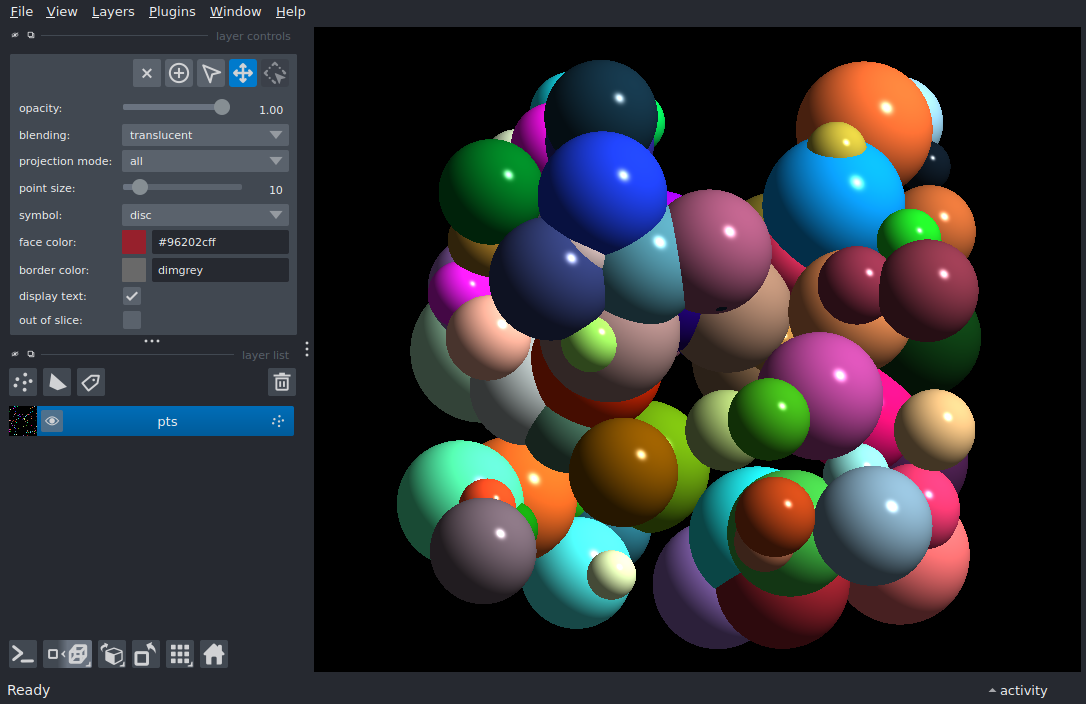 File View Layers Plugins Window Help
layer controls
opacity: 1.00
blending: translucent
projection mode: all
point size: 10
symbol: disc
face color: #96202cff
border color: dimgrey
display text:
out of slice:
layer list
pts
Ready
activity